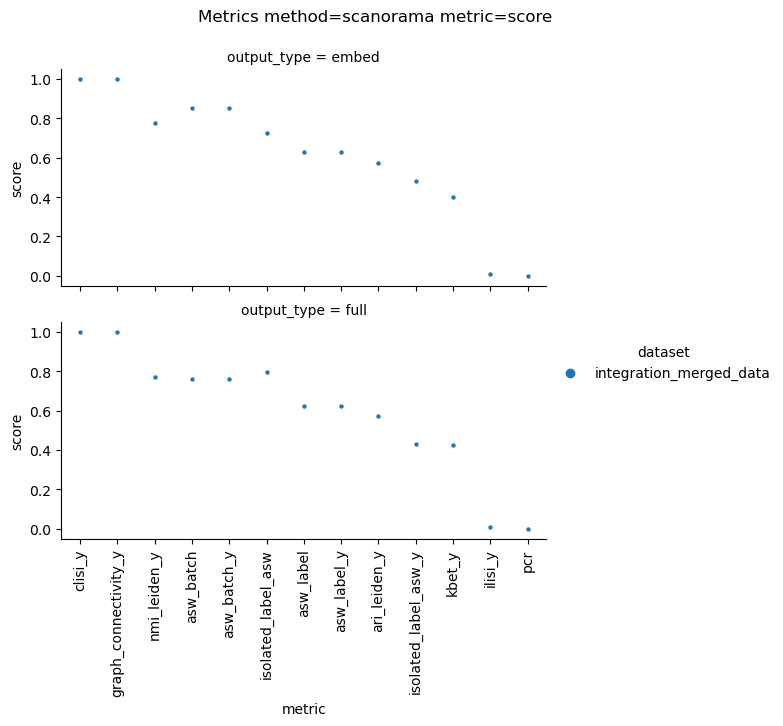 Metrics method=scanorama metric=score
output_type = embed
1.0
0.8
0.6
0.4
0.2
0.0
score
output_type = full
1.0
0.8
0.6
0.4
0.2
0.0
score
clisi_y
graph_connectivity_y
nmi_leiden_y
asw_batch
asw_batch_y
isolated_label_asw
asw_label
asw_label_y
ari_leiden_y
isolated_label_asw_y
kbet_y
ilisi_y
pcr
metric
dataset
integration_merged_data